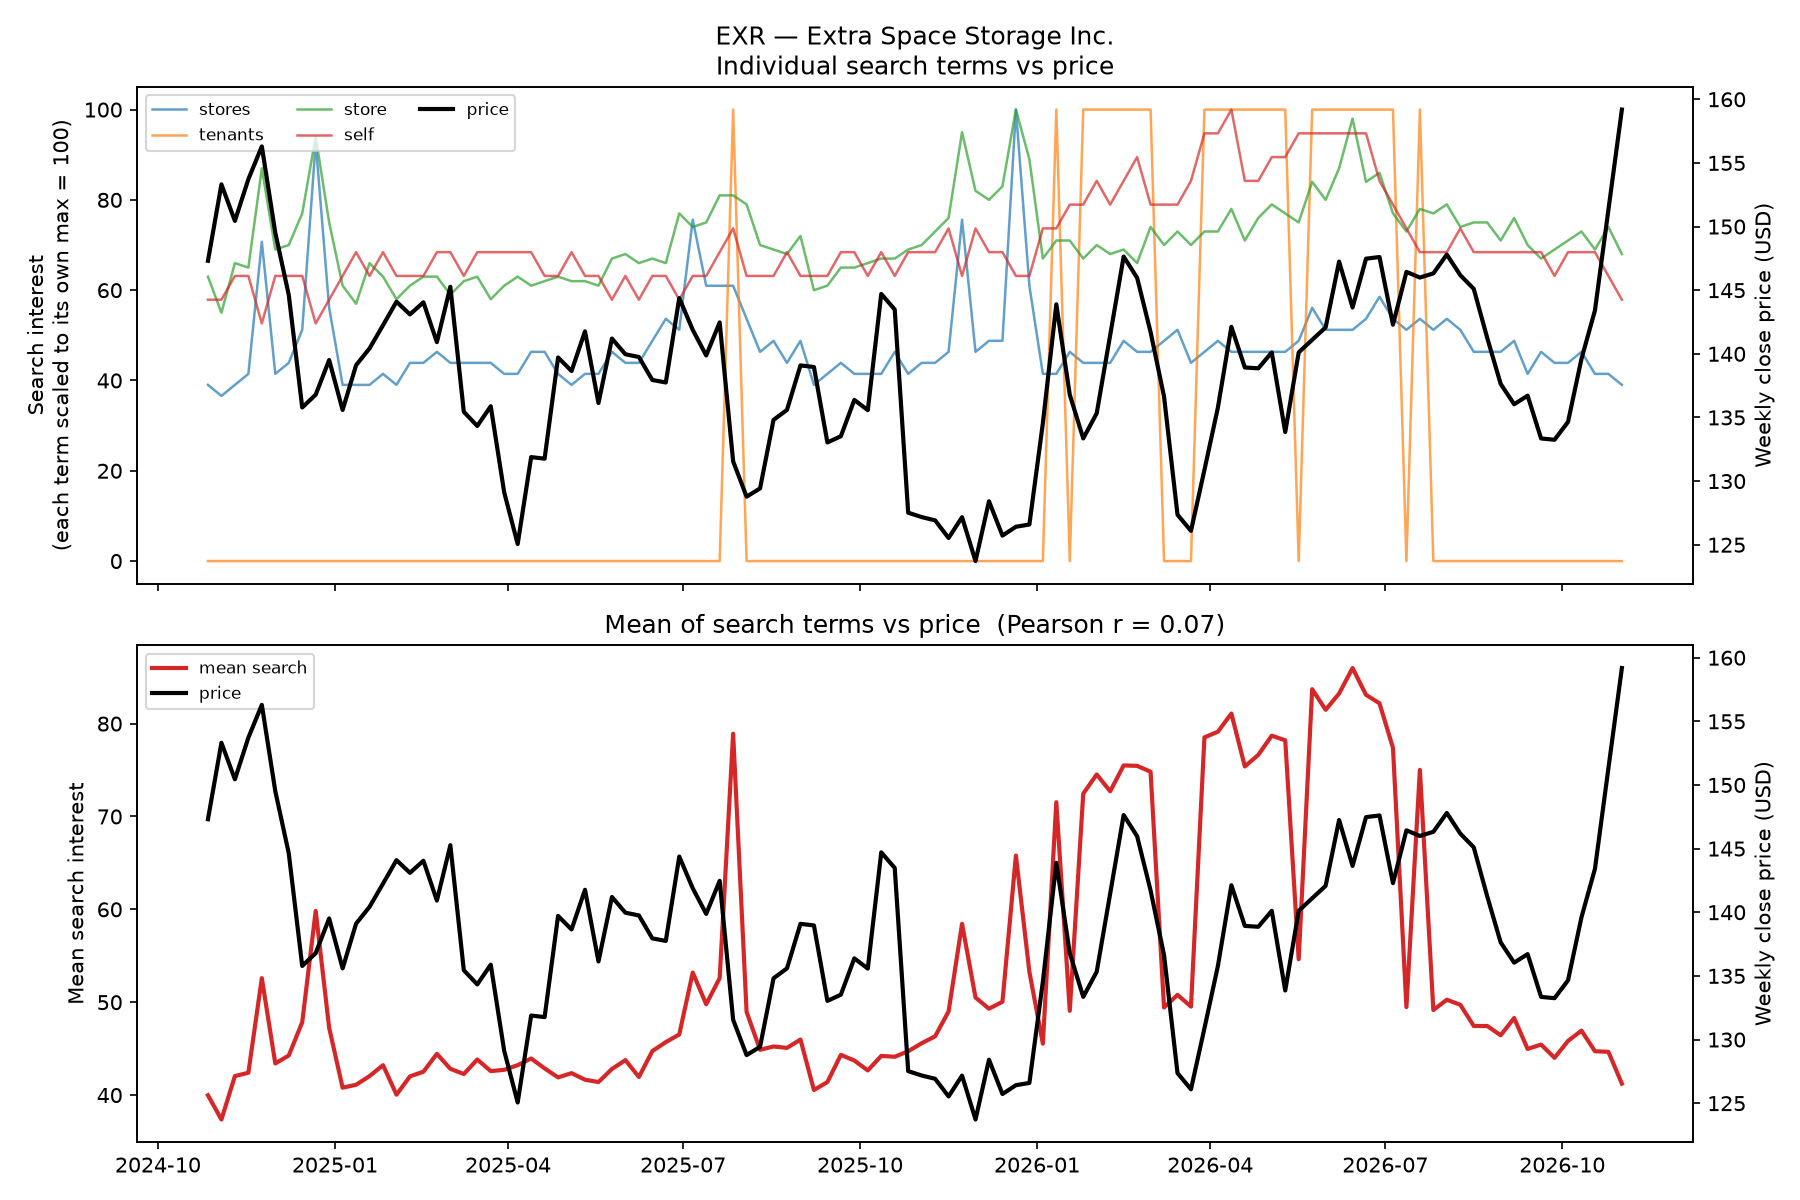 EXR — Extra Space Storage Inc.
Individual search terms vs price
stores
tenants
store
self
price
Search interest
(each term scaled to its own max = 100)
100
80
60
40
20
0
160
155
150
145
140
135
130
125
Weekly close price (USD)
Mean of search terms vs price (Pearson r = 0.07)
mean search
price
Mean search interest
80
70
60
50
40
160
155
150
145
140
135
130
125
Weekly close price (USD)
2024-10 2025-01 2025-04 2025-07 2025-10 2026-01 2026-04 2026-07 2026-10